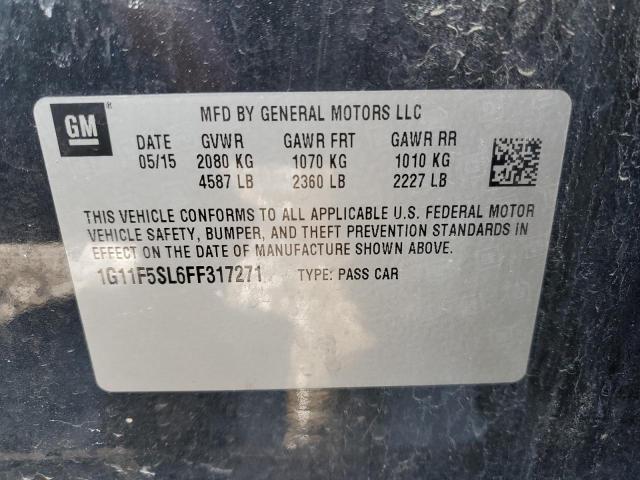 GM®
MFD BY GENERAL MOTORS LLC
DATE GVWR GAWR FRT GAWR RR
05/15 2080 KG 1070 KG 1010 KG
4587 LB 2360 LB 2227 LB
THIS VEHICLE CONFORMS TO ALL APPLICABLE U.S. FEDERAL MOTOR
VEHICLE SAFETY, BUMPER, AND THEFT PREVENTION STANDARDS IN
EFFECT ON THE DATE OF MANUFACTURE SHOWN ABOVE.
1G11F5SL6FF317271 TYPE: PASS CAR